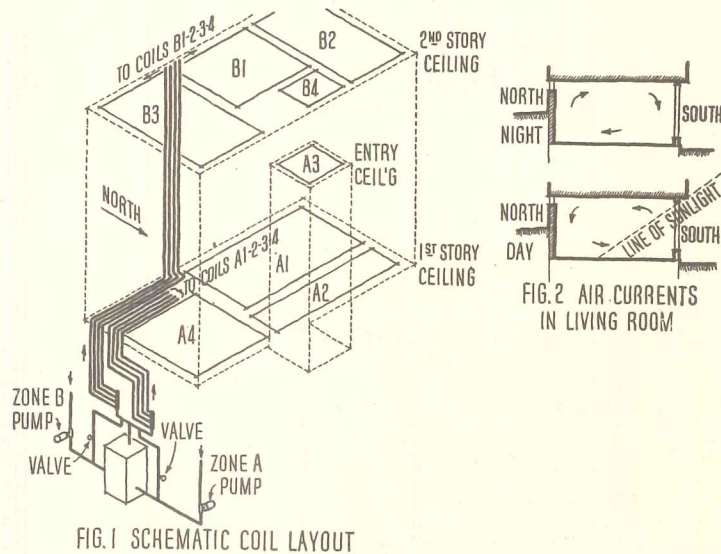 TO COILS B1-2-3-4
B2
B1
B4
B3
2ND STORY
CEILING
A3
ENTRY
CEIL'G
NORTH
TO COILS A1-2-3-4
A1
A2
A4
1ST STORY
CEILING
ZONE B
PUMP
VALVE
VALVE
ZONE A
PUMP
FIG. 1 SCHEMATIC COIL LAYOUT
NORTH
NIGHT
SOUTH
NORTH
DAY
LINE OF SUNLIGHT
SOUTH
FIG. 2 AIR CURRENTS
IN LIVING ROOM